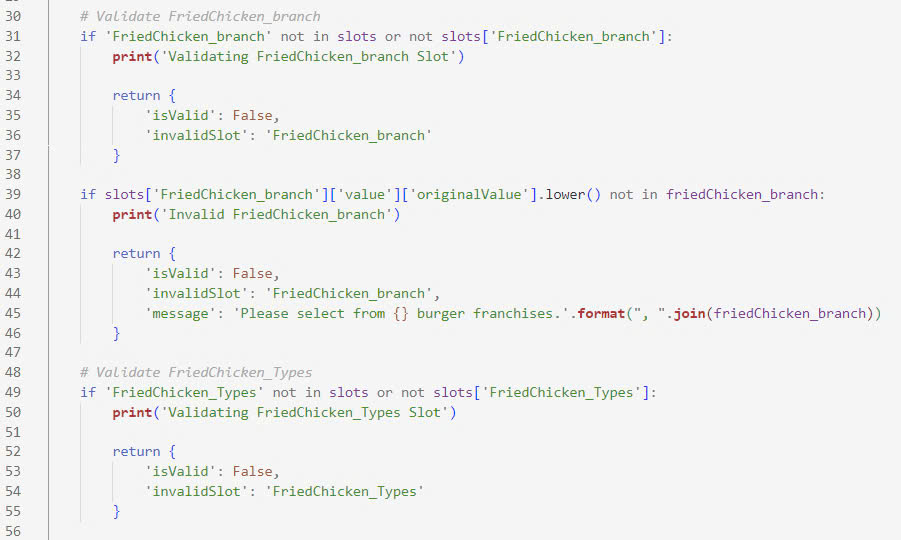 30 # Validate FriedChicken_branch
31 if 'FriedChicken_branch' not in slots or not slots['FriedChicken_branch']:
32 print('Validating FriedChicken_branch Slot')
33
34 return {
35 'isValid': False,
36 'invalidSlot': 'FriedChicken_branch'
37 }
38
39 if slots['FriedChicken_branch']['value']['originalValue'].lower() not in friedChicken_branch:
40 print('Invalid FriedChicken_branch')
41
42 return {
43 'isValid': False,
44 'invalidSlot': 'FriedChicken_branch',
45 'message': 'Please select from {} burger franchises.'.format(", ".join(friedChicken_branch))
46 }
47
48 # Validate FriedChicken_Types
49 if 'FriedChicken_Types' not in slots or not slots['FriedChicken_Types']:
50 print('Validating FriedChicken_Types Slot')
51
52 return {
53 'isValid': False,
54 'invalidSlot': 'FriedChicken_Types'
55 }
56